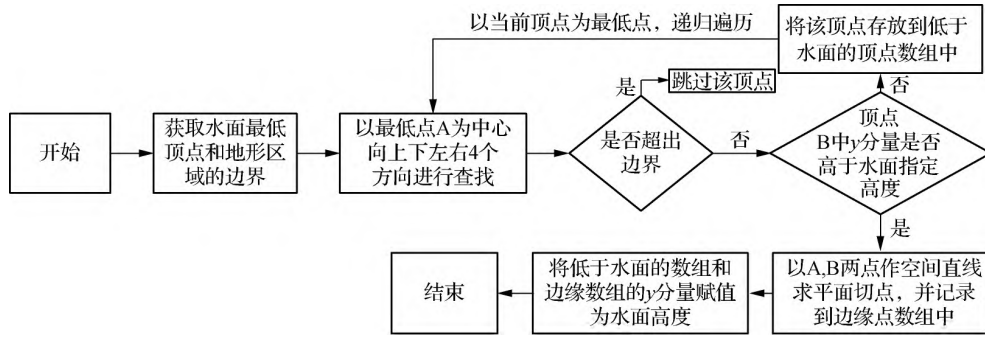 开始
获取水面最低
顶点和地形区
域的边界
以最低点A为中心
向上下左右4个
方向进行查找
是否超出
边界
是
跳过该顶点
否
顶点
B中y分量是否
高于水面指定
高度
否
将该顶点存放到低于
水面的顶点数组中
以当前顶点为最低点，递归遍历
是
以A,B两点作空间直线
求平面切点，并记录
到边缘点数组中
将低于水面的数组和
边缘数组的y分量赋值
为水面高度
结束